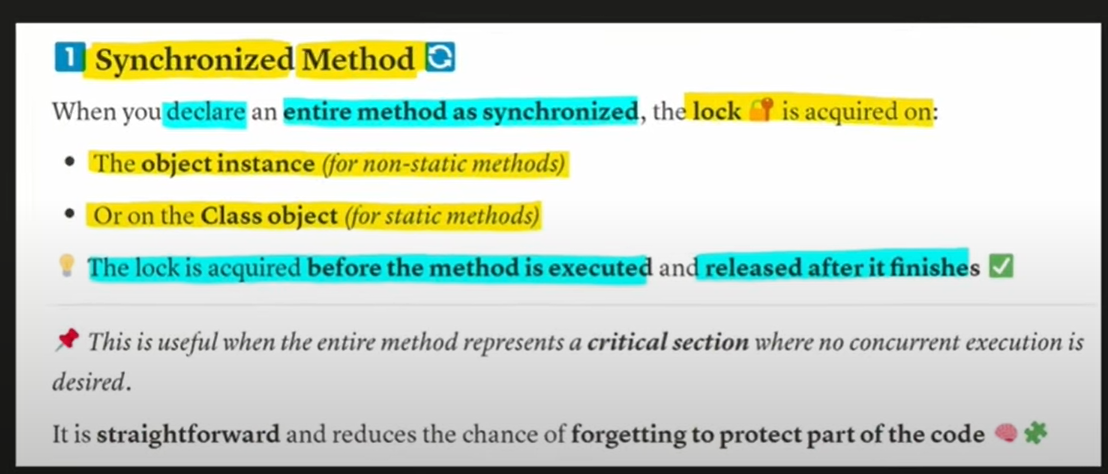 1 Synchronized Method
When you declare an entire method as synchronized, the lock 🔐 is acquired on:
• The object instance (for non-static methods)
• Or on the Class object (for static methods)
💡 The lock is acquired before the method is executed and released after it finishes ✅
📌 This is useful when the entire method represents a critical section where no concurrent execution is
desired.
It is straightforward and reduces the chance of forgetting to protect part of the code 🧠🧩